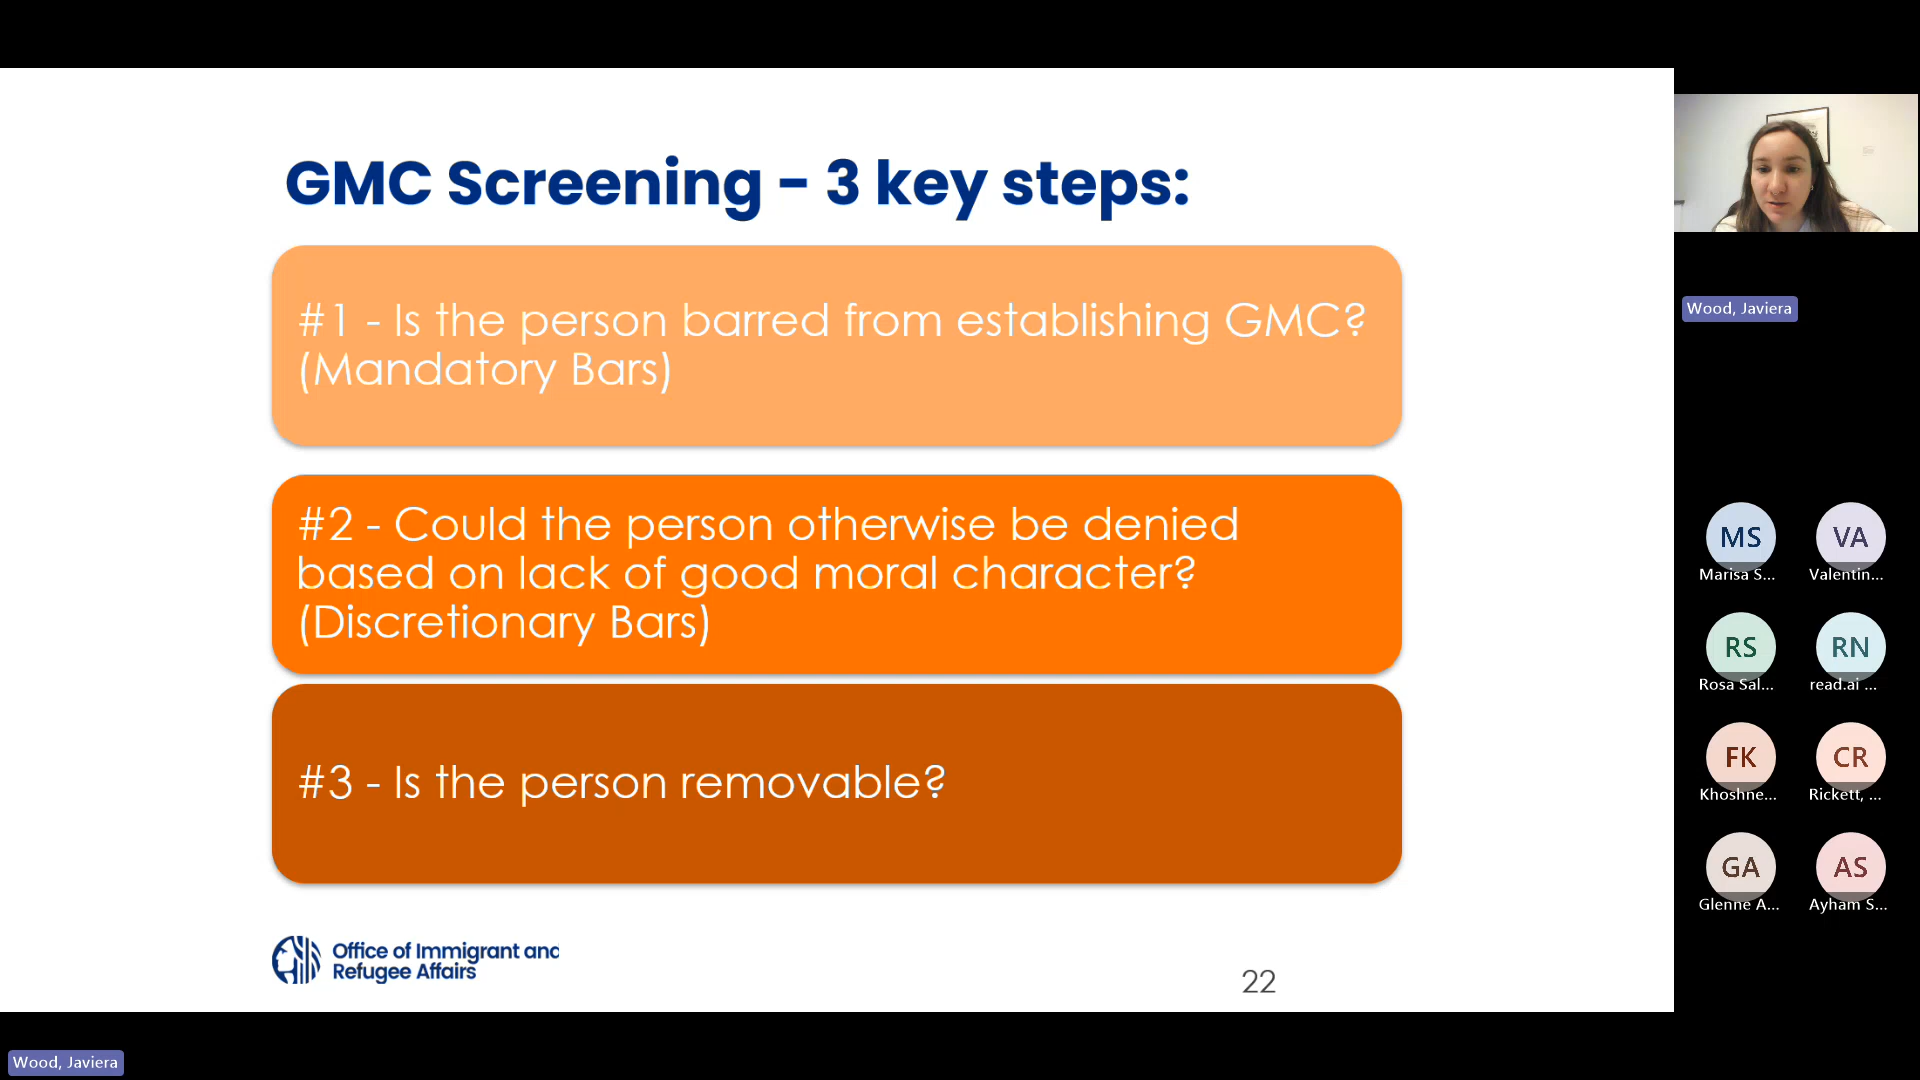 GMC Screening - 3 key steps:
#1 - Is the person barred from establishing GMC?
(Mandatory Bars)
#2 - Could the person otherwise be denied
based on lack of good moral character?
(Discretionary Bars)
#3 - Is the person removable?
Office of Immigrant and
Refugee Affairs
22
Wood, Javiera
MS
VA
Marisa S...
Valentin...
RS
RN
Rosa Sal...
read.ai ...
FK
CR
Khoshne...
Rickett, ...
GA
AS
Glenne A...
Ayham S...
Wood, Javiera